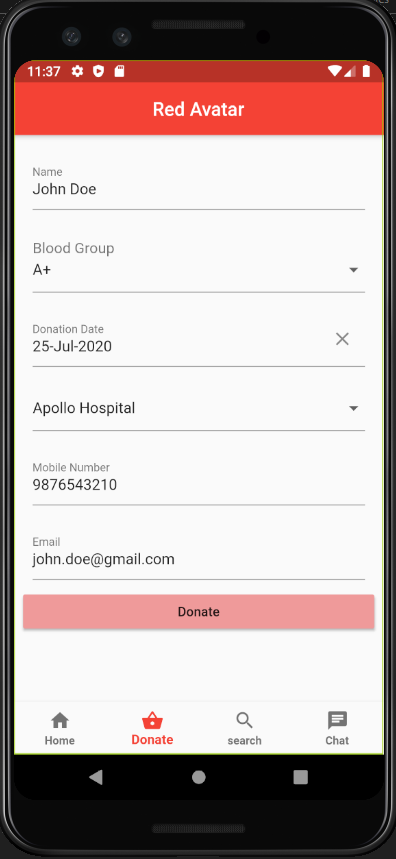 11:37
Red Avatar
Name
John Doe
Blood Group
A+
Donation Date
25-Jul-2020
Apollo Hospital
Mobile Number
9876543210
Email
john.doe@gmail.com
Donate
Home Donate search Chat